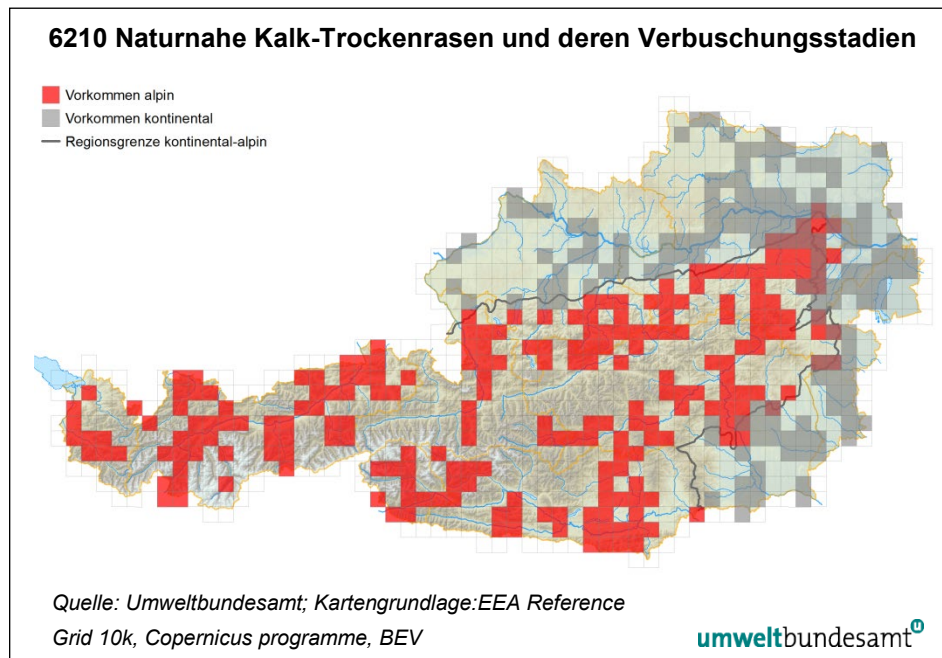 6210 Naturnahe Kalk-Trockenrasen und deren Verbuschungsstadien
Vorkommen alpin
Vorkommen kontinental
Regionsgrenze kontinental-alpin
Quelle: Umweltbundesamt; Kartengrundlage:EEA Reference
Grid 10k, Copernicus programme, BEV
umweltbundesamt u